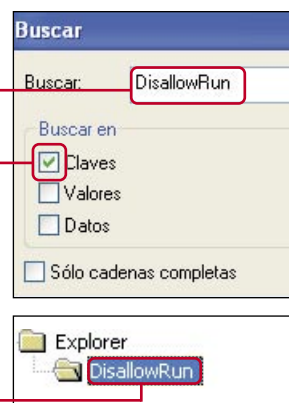 Buscar
Buscar: DisallowRun
Buscar en
Claves
Valores
Datos
Sólo cadenas completas
Explorer
DisallowRun